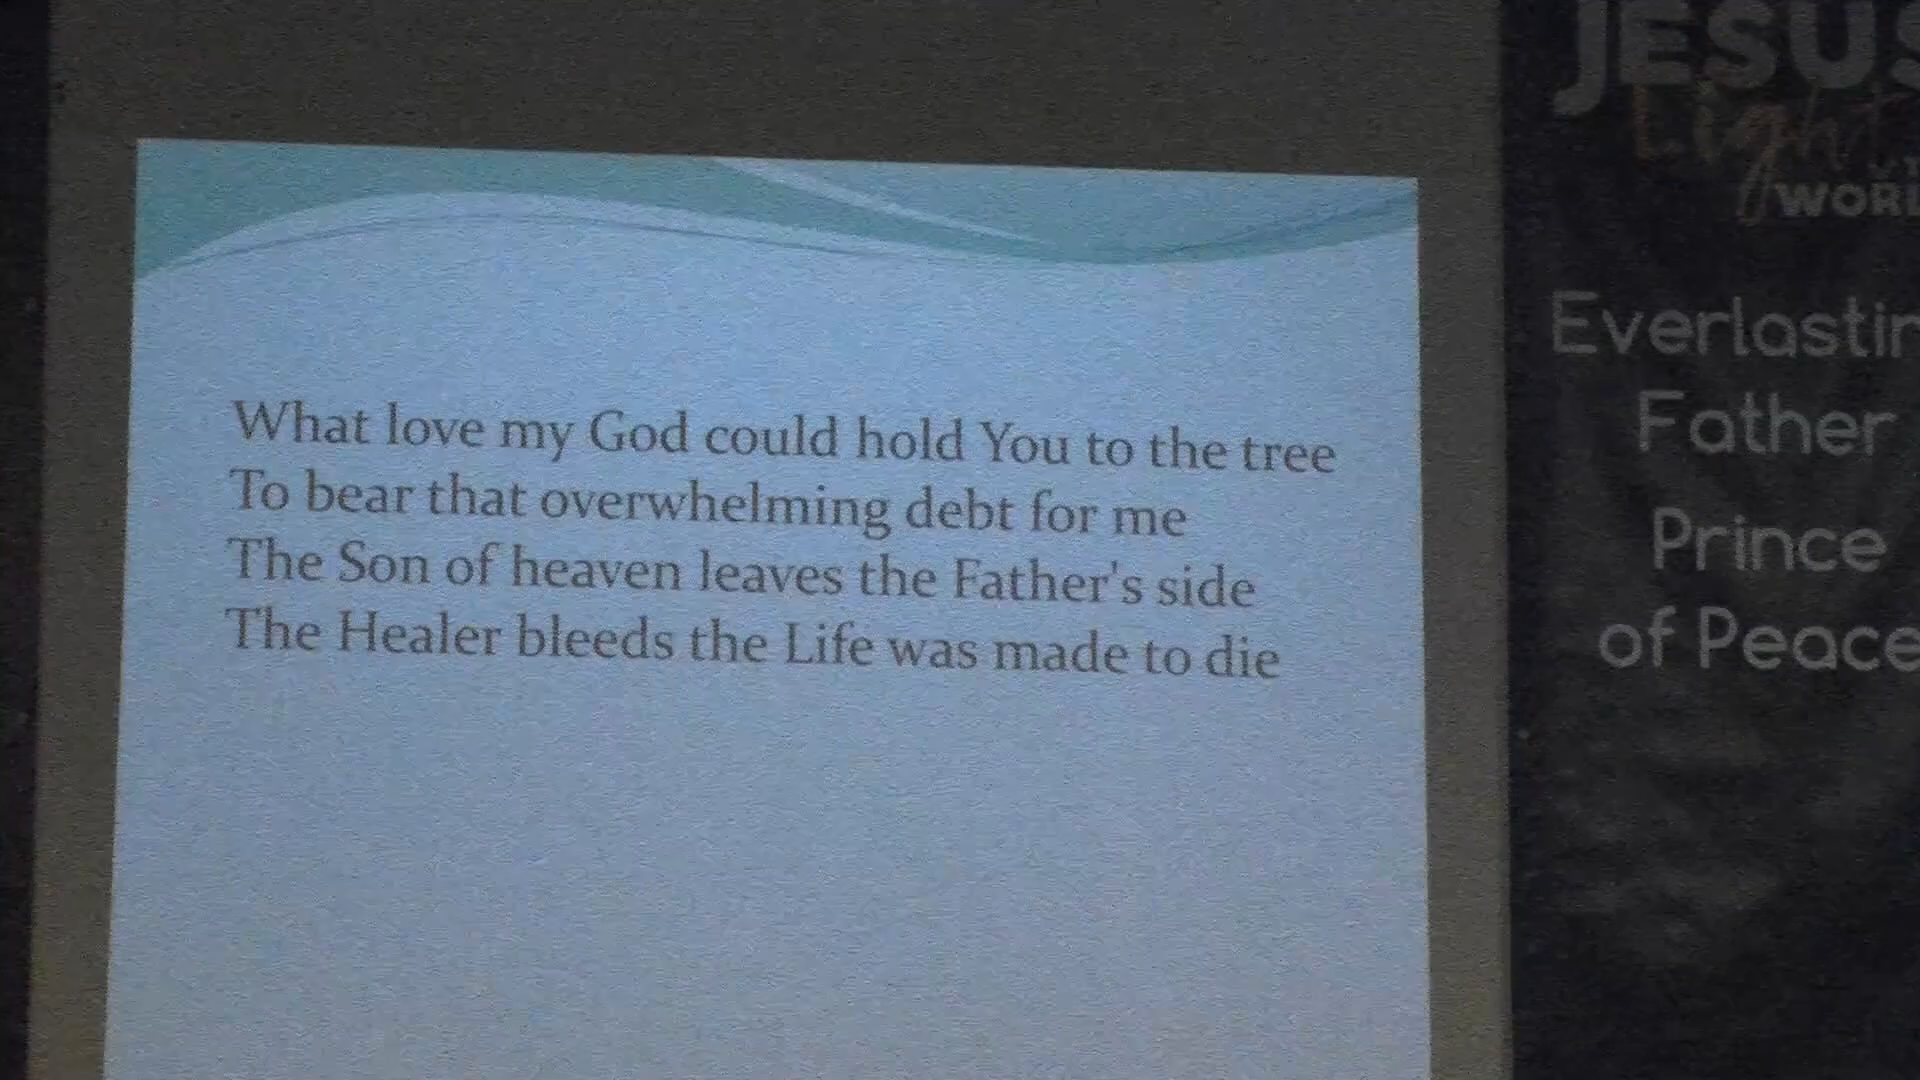 What love my God could hold You to the tree
To bear that overwhelming debt for me
The Son of heaven leaves the Father's side
The Healer bleeds the Life was made to die
JESUS
Light
WORL
Everlastin
Father
Prince
of Peace